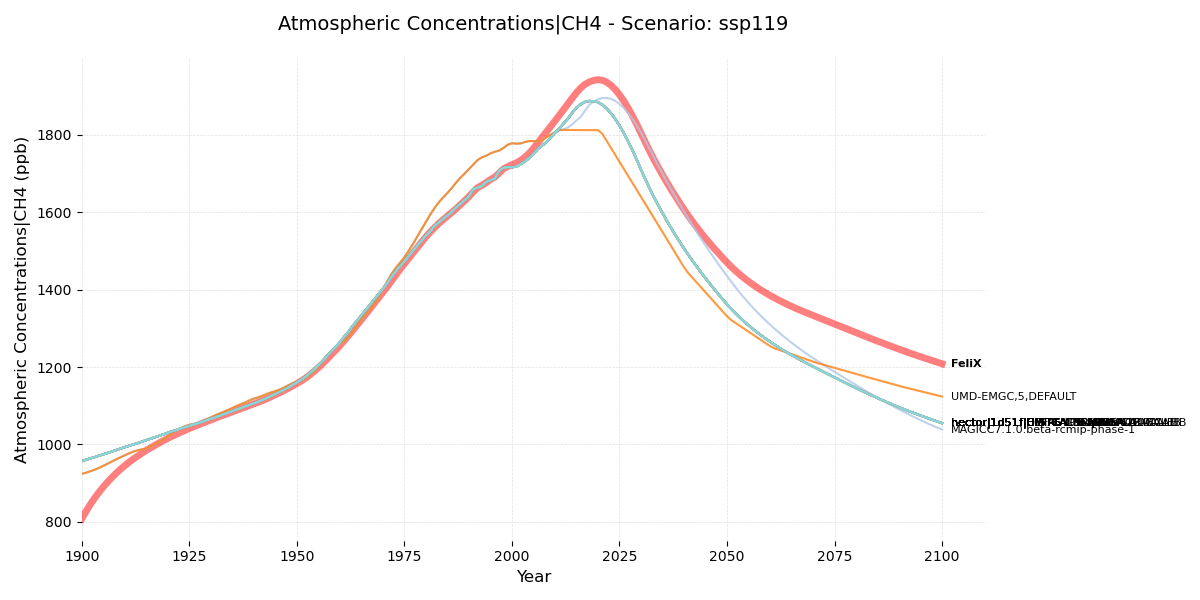 Atmospheric Concentrations|CH4 - Scenario: ssp119
Atmospheric Concentrations|CH4 (ppb)
1800
1600
1400
1200
1000
800
1900
1925
1950
1975
2000
2025
2050
2075
2100
Year
FeliX
UMD-EMGC,5,DEFAULT
MAGICC7.1.0.beta-rcmip-phase-1